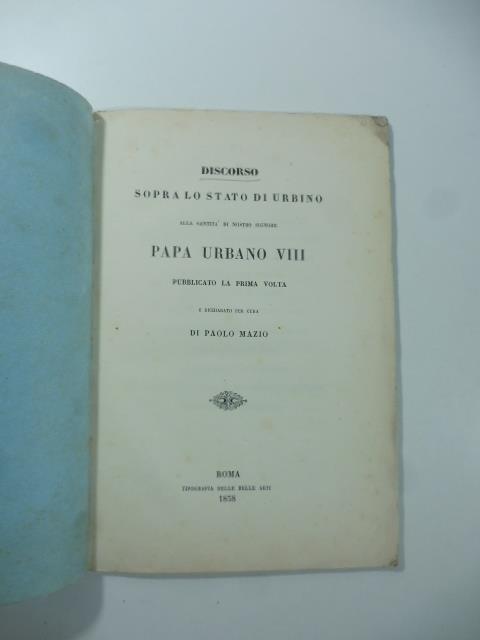 DISCORSO
SOPRA LO STATO DI URBINO
ALLA SANTITA' DI NOSTRO SIGNORE
PAPA URBANO VIII
PUBBLICATO LA PRIMA VOLTA
E DICHIARATO PER CURA
DI PAOLO MAZIO
ROMA
TIPOGRAFIA DELLE BELLE ARTI
1858